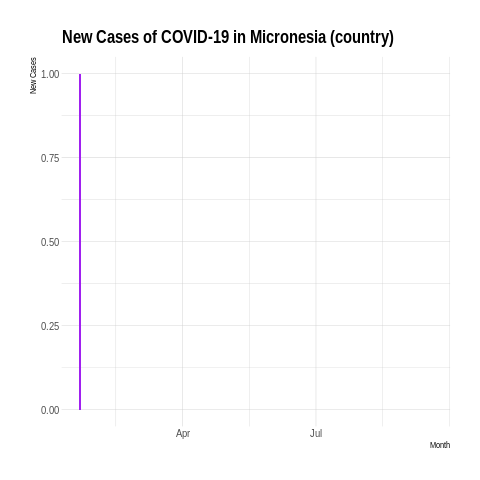 New Cases of COVID-19 in Micronesia (country)
New Cases
1.00
0.75
0.50
0.25
0.00
Apr Jul
Month